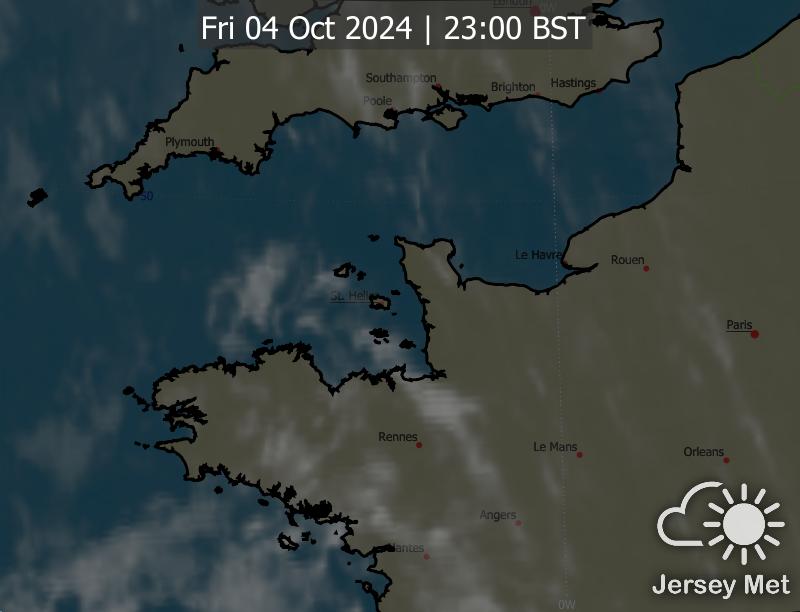 London
0W
Fri 04 Oct 2024 | 23:00 BST
Southampton
Brighton
Hastings
Poole
Plymouth
50
Le Havre
Rouen
St. Helier
Paris
Rennes
Le Mans
Orleans
Angers
Nantes
Jersey Met
0W